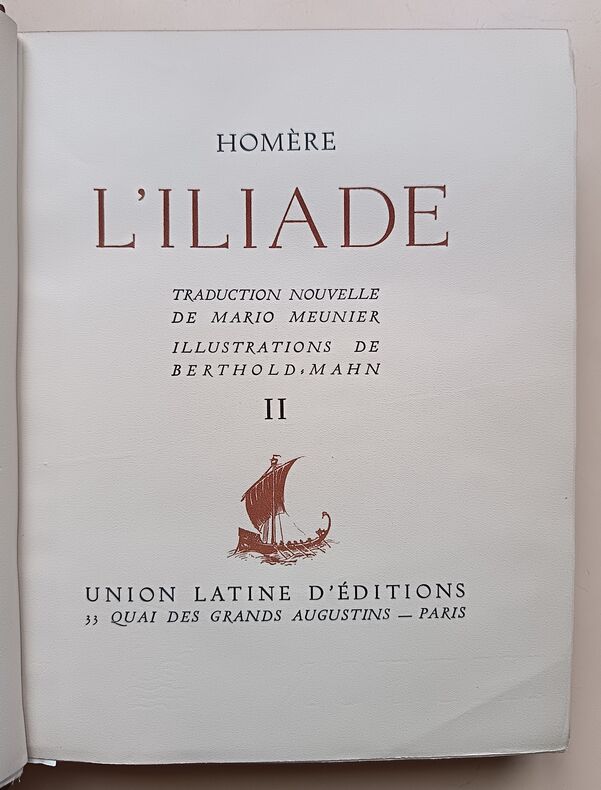 HOMÈRE
L'ILIADE
TRADUCTION NOUVELLE
DE MARIO MEUNIER
ILLUSTRATIONS DE
BERTHOLD-MAHN
II
UNION LATINE D'ÉDITIONS
33 QUAI DES GRANDS AUGUSTINS — PARIS